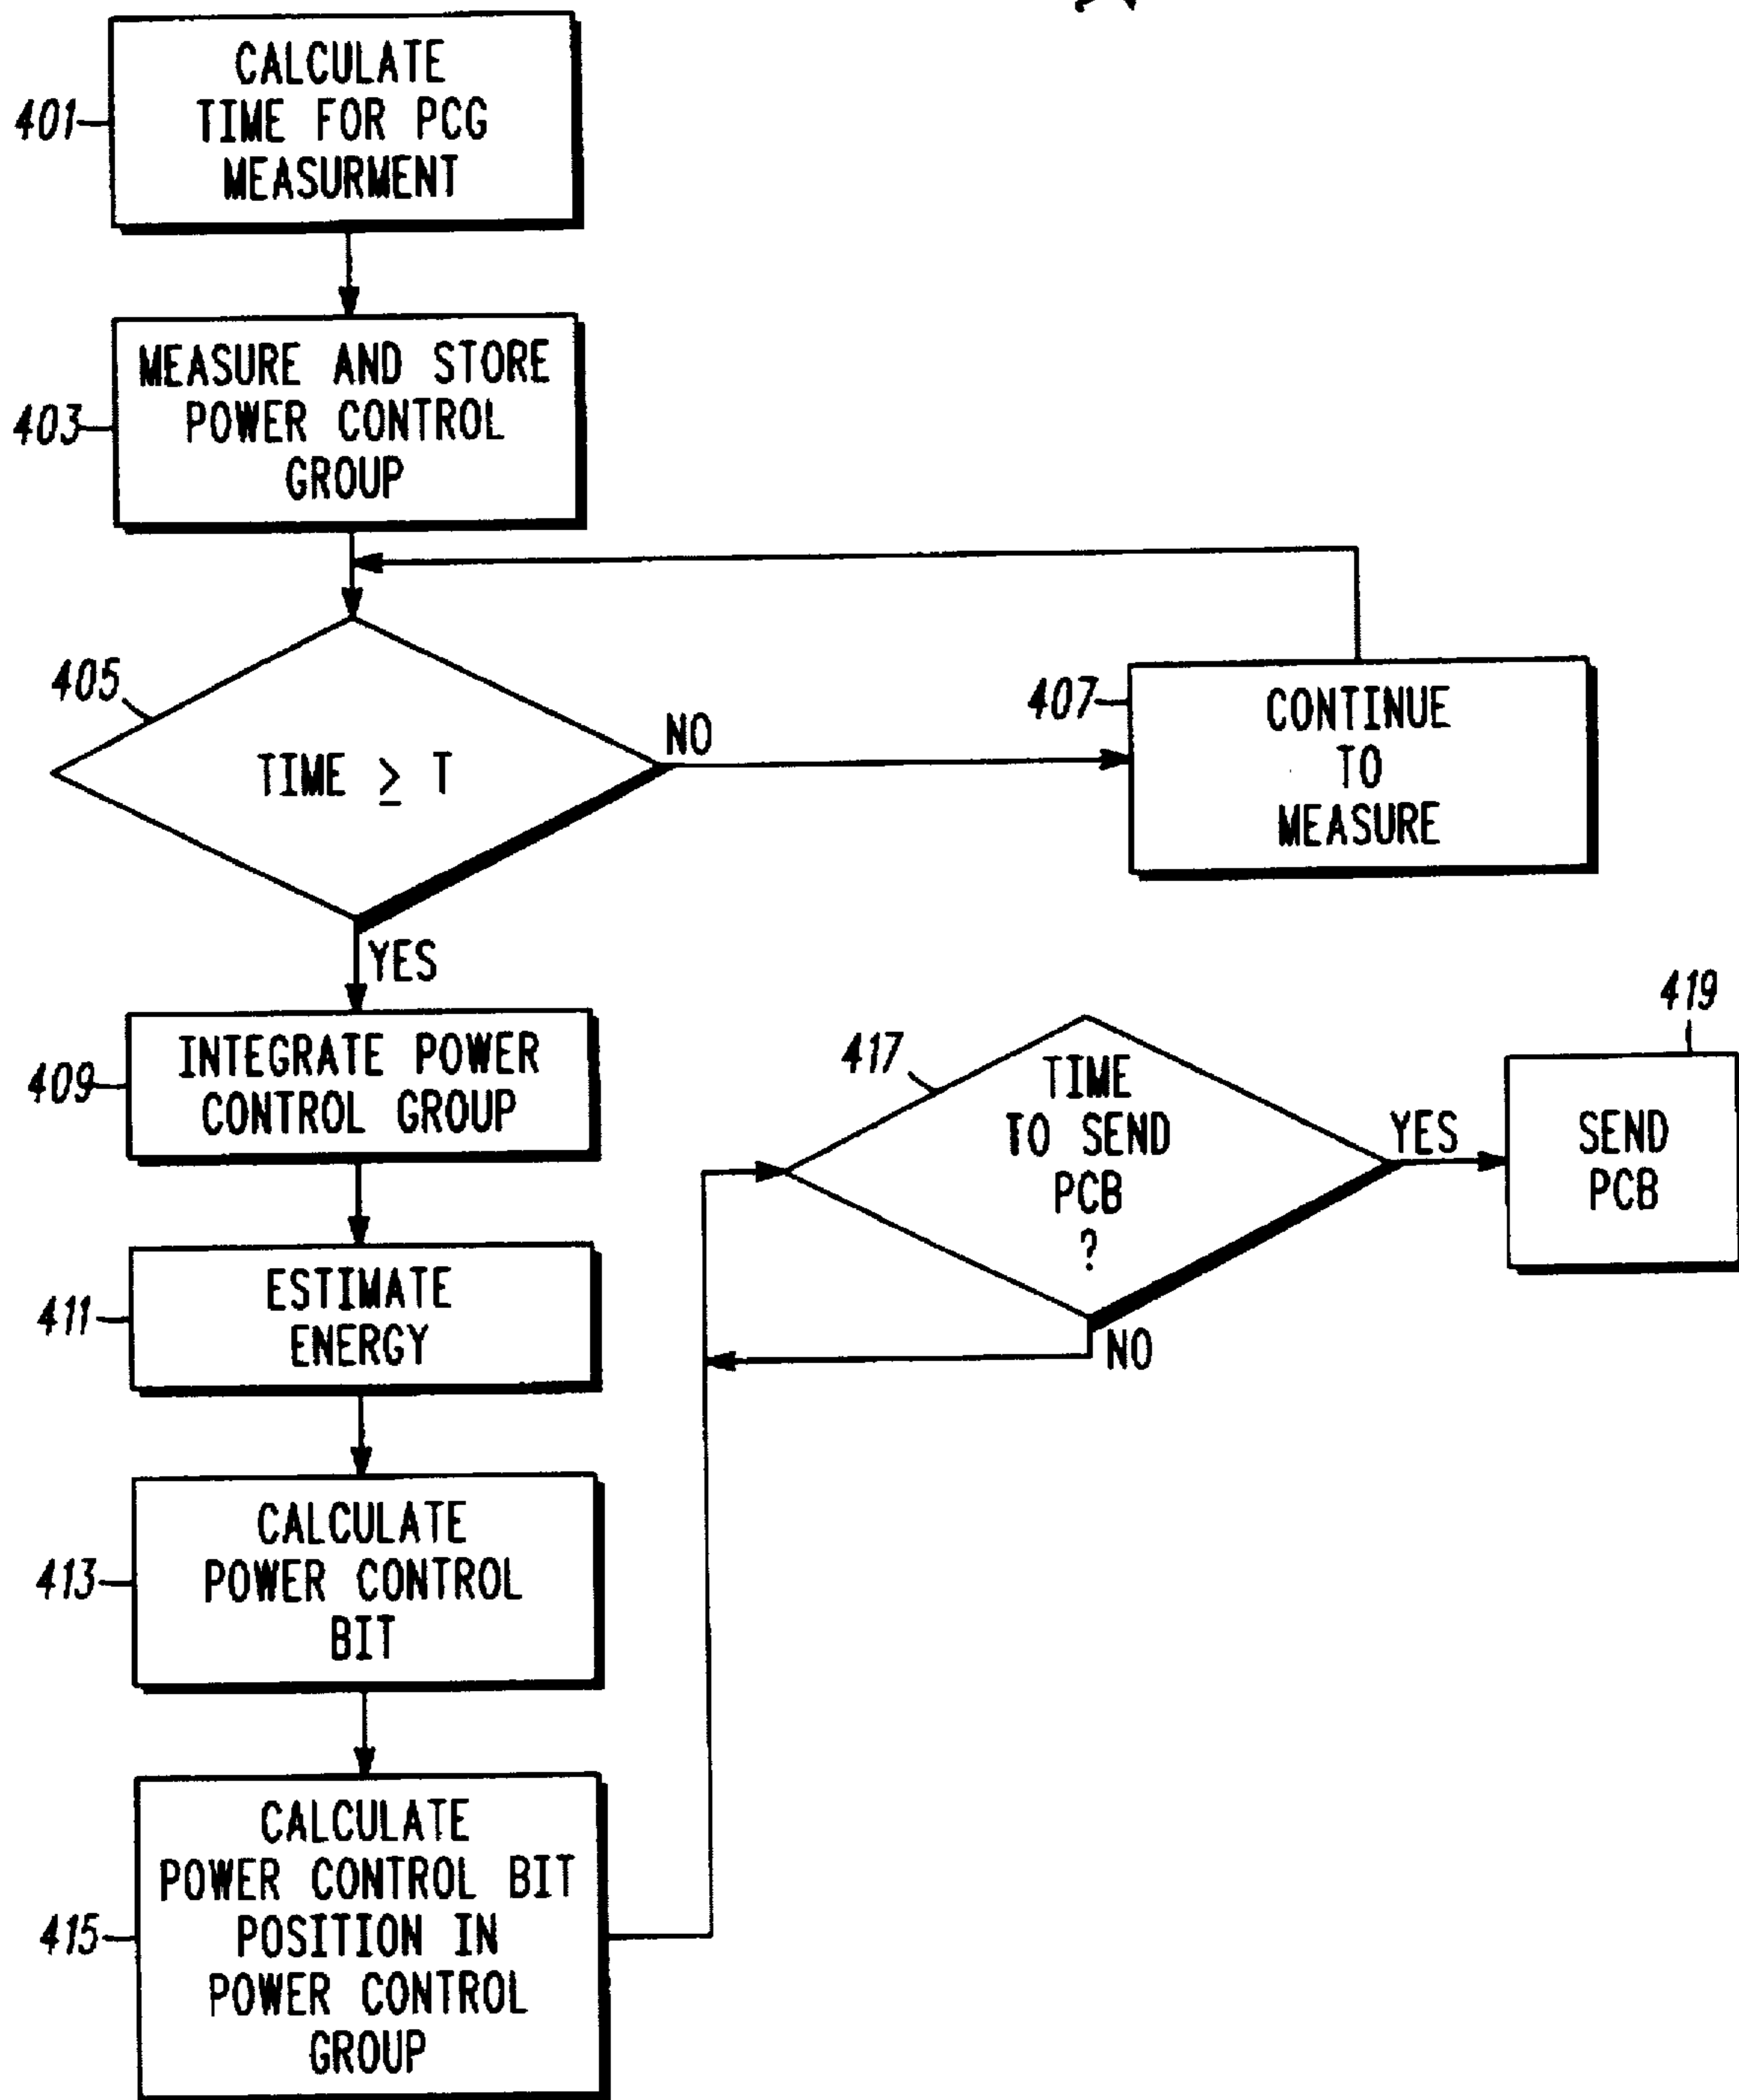 401
CALCULATE
TIME FOR PCG
MEASURMENT
403
MEASURE AND STORE
POWER CONTROL
GROUP
405
TIME ≥ T
NO
407
CONTINUE
TO
MEASURE
YES
409
INTEGRATE POWER
CONTROL GROUP
411
ESTIMATE
ENERGY
413
CALCULATE
POWER CONTROL
BIT
415
CALCULATE
POWER CONTROL BIT
POSITION IN
POWER CONTROL
GROUP
417
TIME
TO SEND
PCB
?
NO
YES
419
SEND
PCB